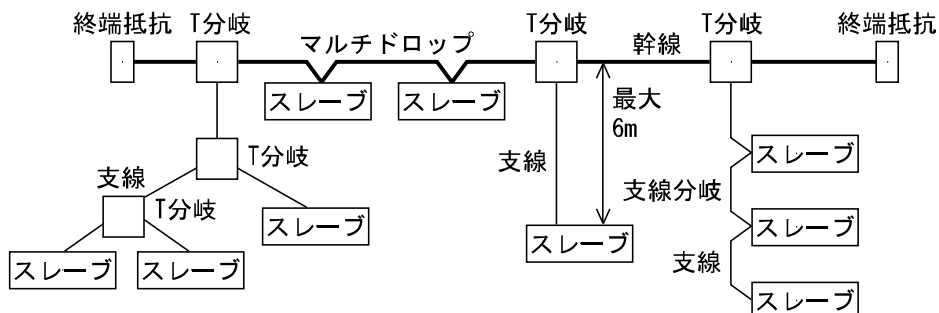 終端抵抗
T分岐
マルチドロップ
T分岐
幹線
T分岐
終端抵抗
スレーブ
スレーブ
最大
6m
T分岐
支線
スレーブ
支線
T分岐
支線分岐
スレーブ
スレーブ
スレーブ
支線
スレーブ
スレーブ
スレーブ